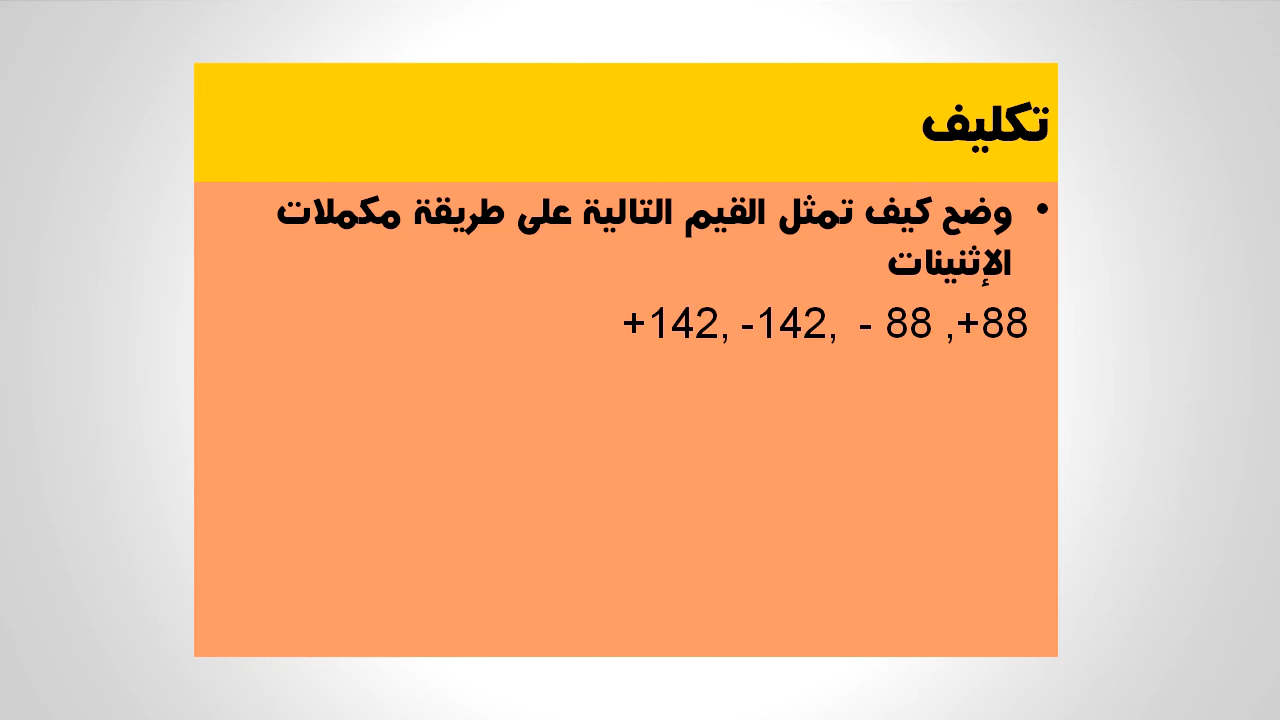 تكليف
• وضح كيف تمثل القيم التالية على طريقة مكملات
الإثنينات
+142, -142,  - 88 ,+88